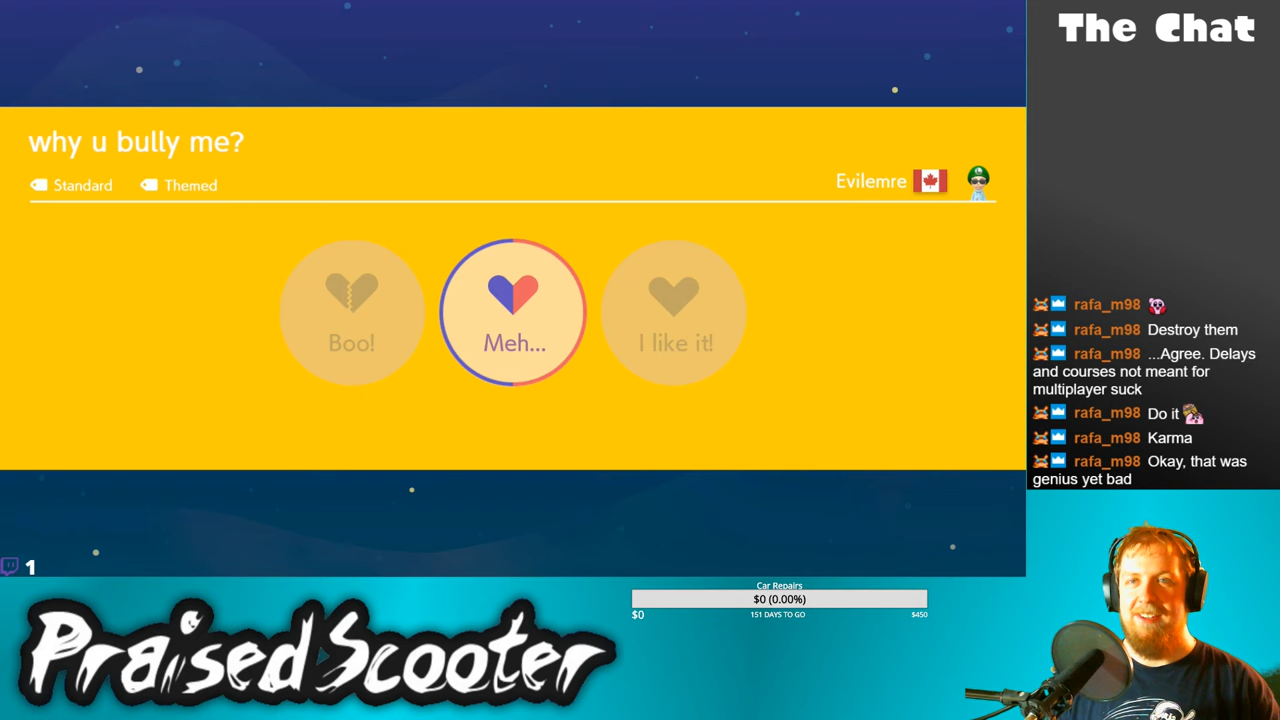 The Chat
why u bully me?
Standard Themed
Evilemre
Boo!
Meh...
I like it!
rafa_m98
rafa_m98 Destroy them
rafa_m98 ...Agree. Delays
and courses not meant for
multiplayer suck
rafa_m98 Do it
rafa_m98 Karma
rafa_m98 Okay, that was
genius yet bad
1
Car Repairs
$0 (0.00%)
$0 151 DAYS TO GO $450
PraisedScooter